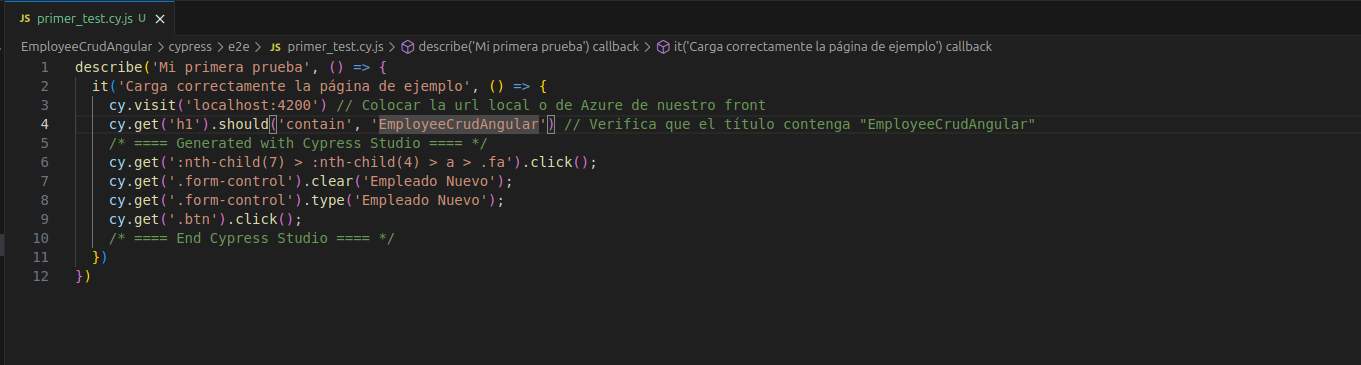 JS primer_test.cy.js U ×
EmployeeCrudAngular > cypress > e2e > JS primer_test.cy.js > describe('Mi primera prueba') callback > it('Carga correctamente la página de ejemplo') callback
1 describe('Mi primera prueba', () => {
2 it('Carga correctamente la página de ejemplo', () => {
3 cy.visit('localhost:4200') // Colocar la url local o de Azure de nuestro front
4 cy.get('h1').should('contain', 'EmployeeCrudAngular') // Verifica que el título contenga "EmployeeCrudAngular"
5 /* ==== Generated with Cypress Studio ==== */
6 cy.get(':nth-child(7) > :nth-child(4) > a > .fa').click();
7 cy.get('.form-control').clear('Empleado Nuevo');
8 cy.get('.form-control').type('Empleado Nuevo');
9 cy.get('.btn').click();
10 /* ==== End Cypress Studio ==== */
11 })
12 })